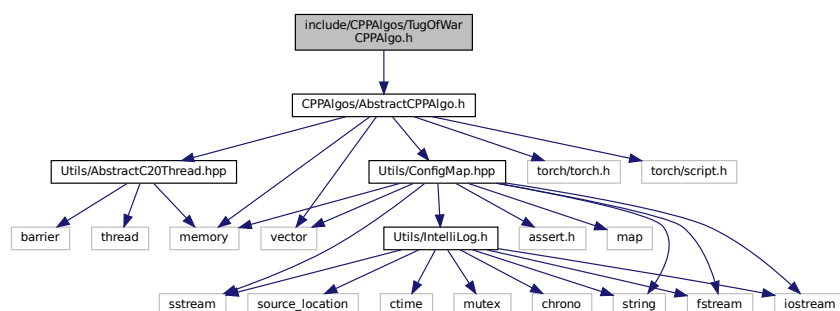 include/CPPAlgos/TugOfWar
CPPAlgo.h
CPPAlgos/AbstractCPPAlgo.h
Utils/AbstractC20Thread.hpp
Utils/ConfigMap.hpp
torch/torch.h
torch/script.h
barrier
thread
memory
vector
Utils/IntelliLog.h
assert.h
map
sstream
source_location
ctime
mutex
chrono
string
fstream
iostream